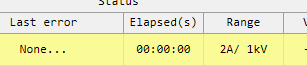 Status
Last error Elapsed(s) Range
None... 00:00:00 2A/ 1kV